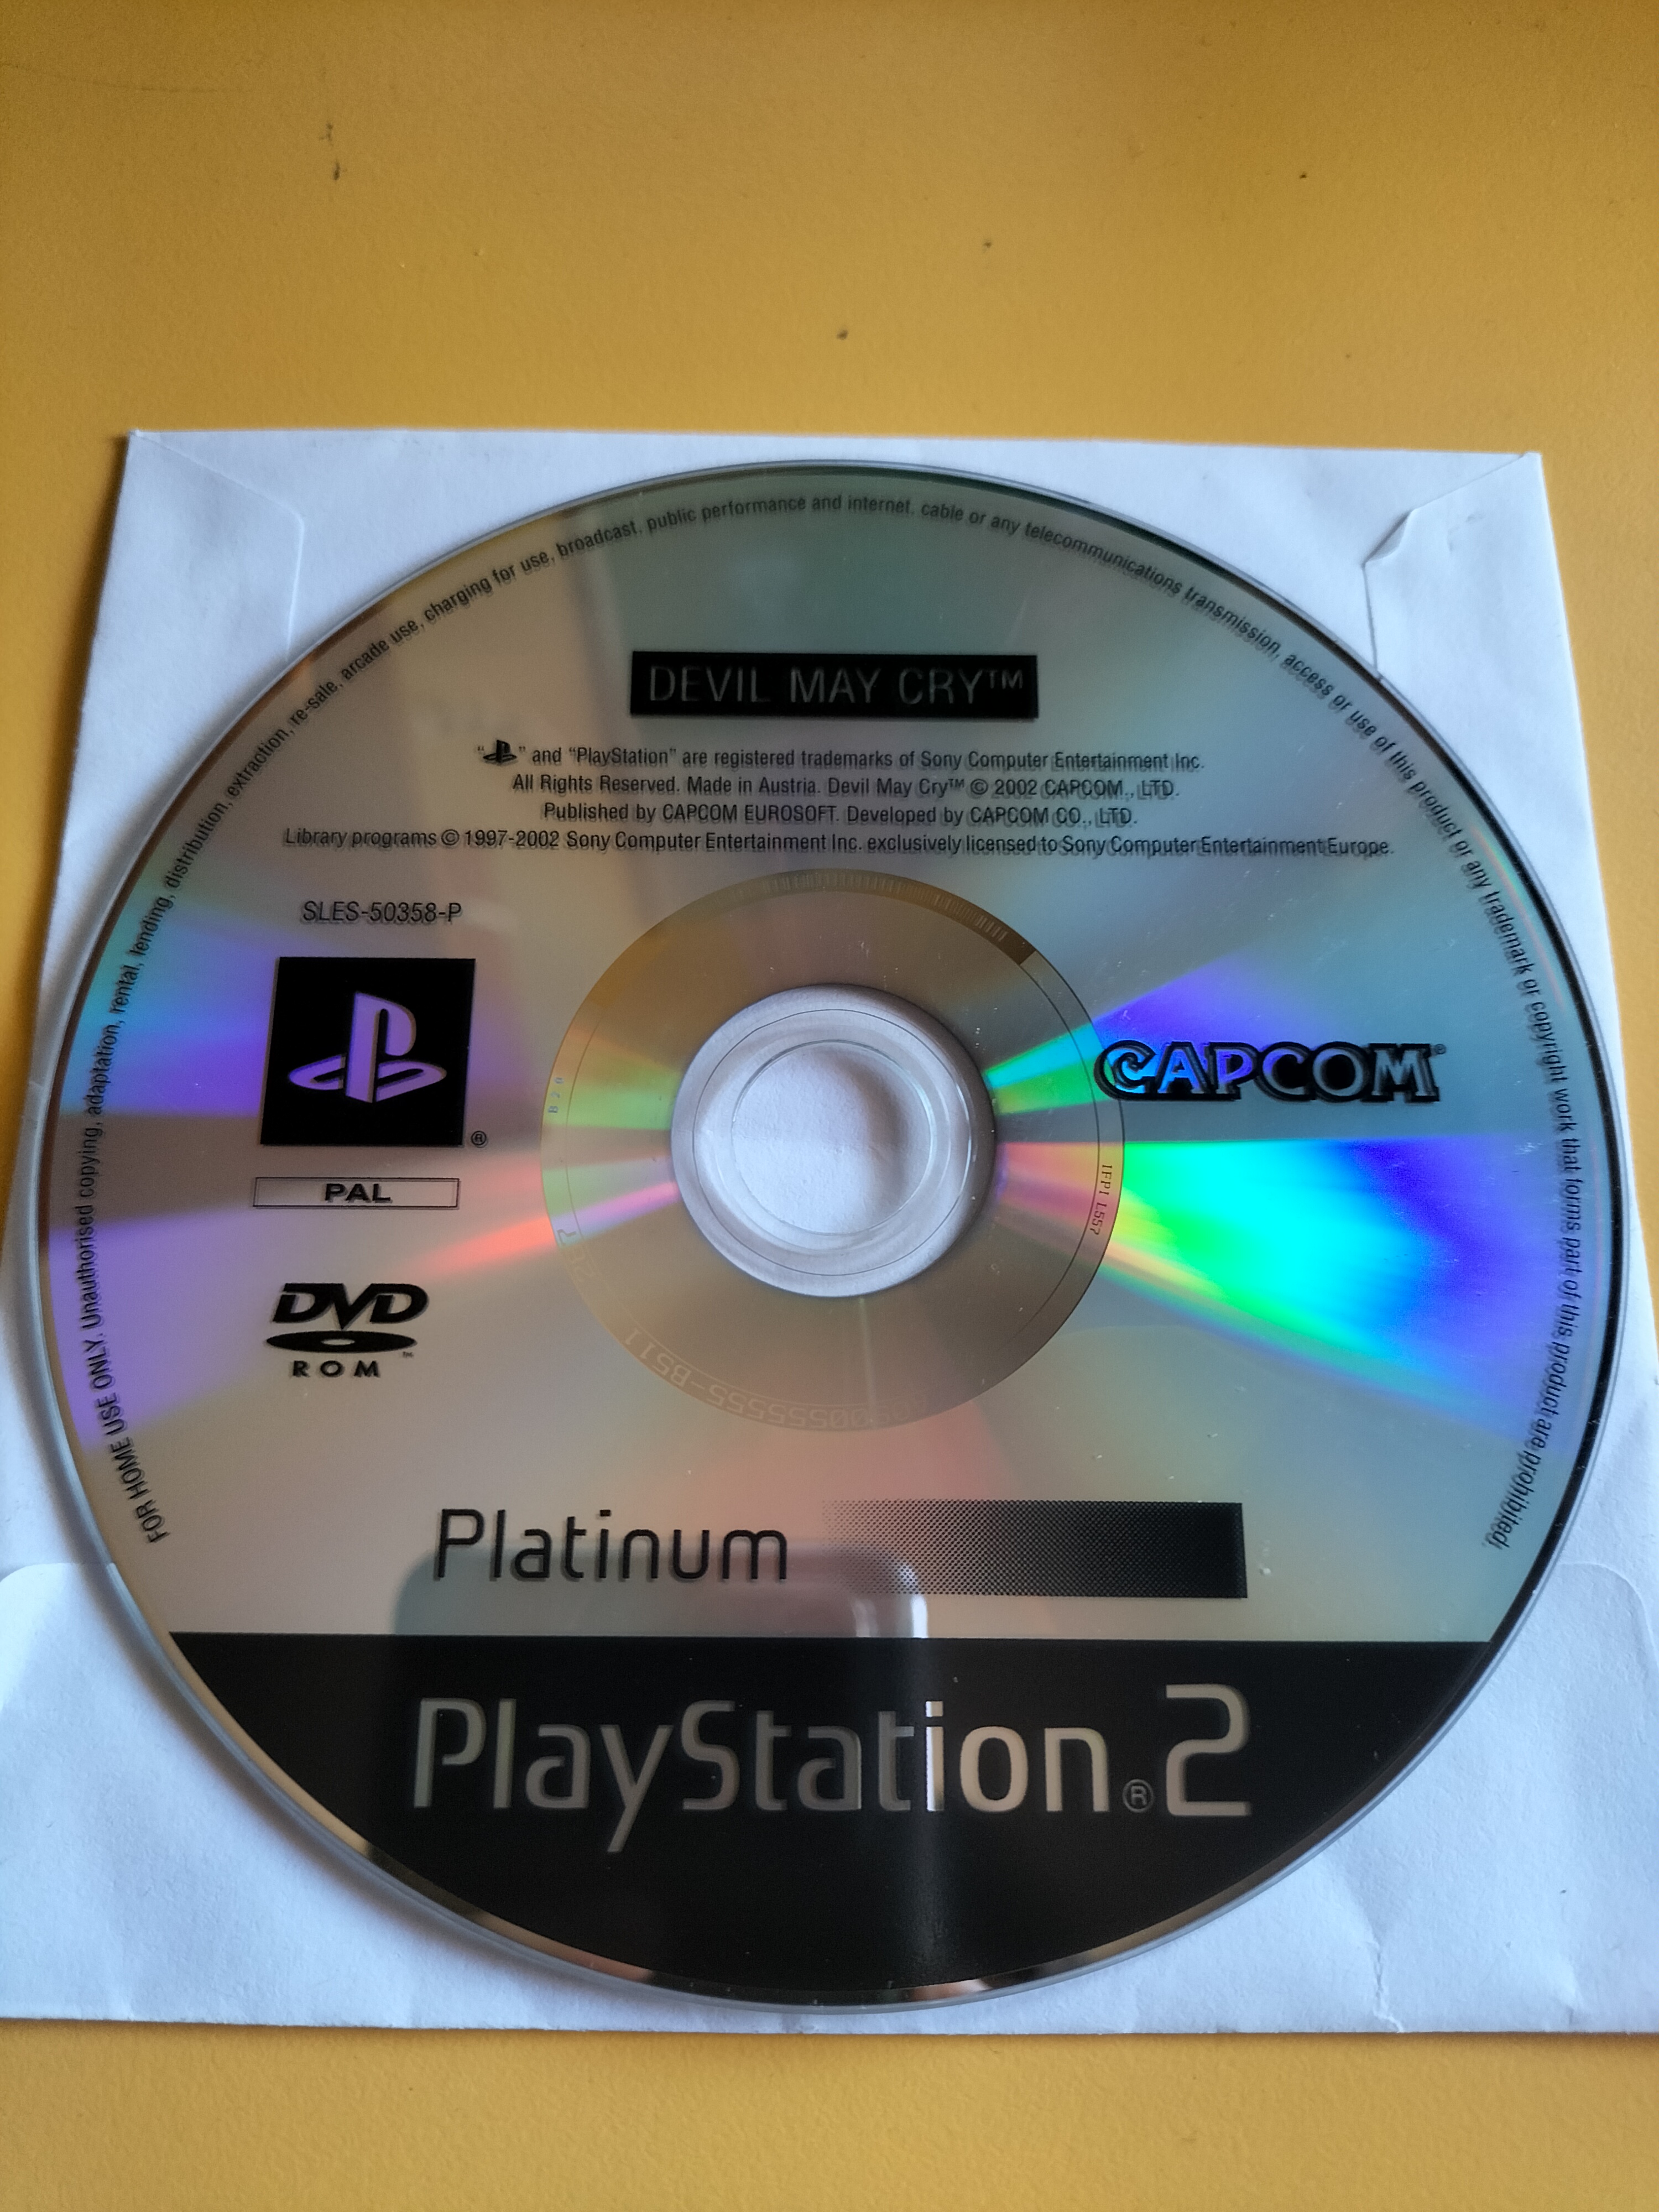 FOR HOME USE ONLY. Unauthorised copying, adaptation, rental, lending, distribution, extraction, re-sale, arcade use, charging for use, broadcast, public performance and internet, cable or any telecommunications transmission, access or use of this product or any trademark or copyright work that forms part of this product are prohibited.
DEVIL MAY CRY™
“ ” and “PlayStation” are registered trademarks of Sony Computer Entertainment Inc.
All Rights Reserved. Made in Austria. Devil May Cry™ © 2002 CAPCOM., LTD.
Published by CAPCOM EUROSOFT. Developed by CAPCOM CO., LTD.
Library programs © 1997-2002 Sony Computer Entertainment Inc. exclusively licensed to Sony Computer Entertainment Europe.
SLES-50358-P
®
CAPCOM®
PAL
IFPI L557
DVD
ROM™
Platinum
PlayStation®2